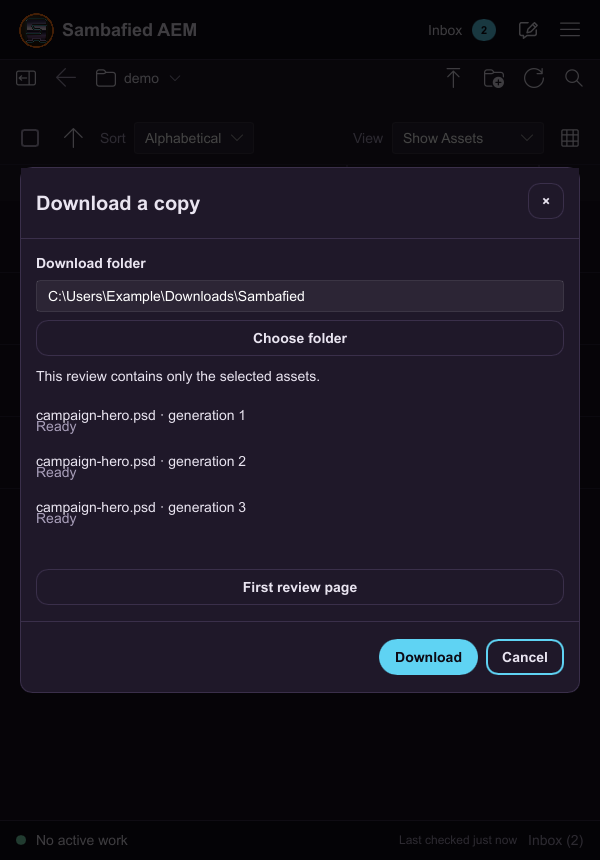 Sambafied AEM
Inbox 2
demo
Sort Alphabetical
View Show Assets
Download a copy
×
Download folder
C:\Users\Example\Downloads\Sambafied
Choose folder
This review contains only the selected assets.
campaign-hero.psd · generation 1
Ready
campaign-hero.psd · generation 2
Ready
campaign-hero.psd · generation 3
Ready
First review page
Download
Cancel
No active work
Last checked just now
Inbox (2)